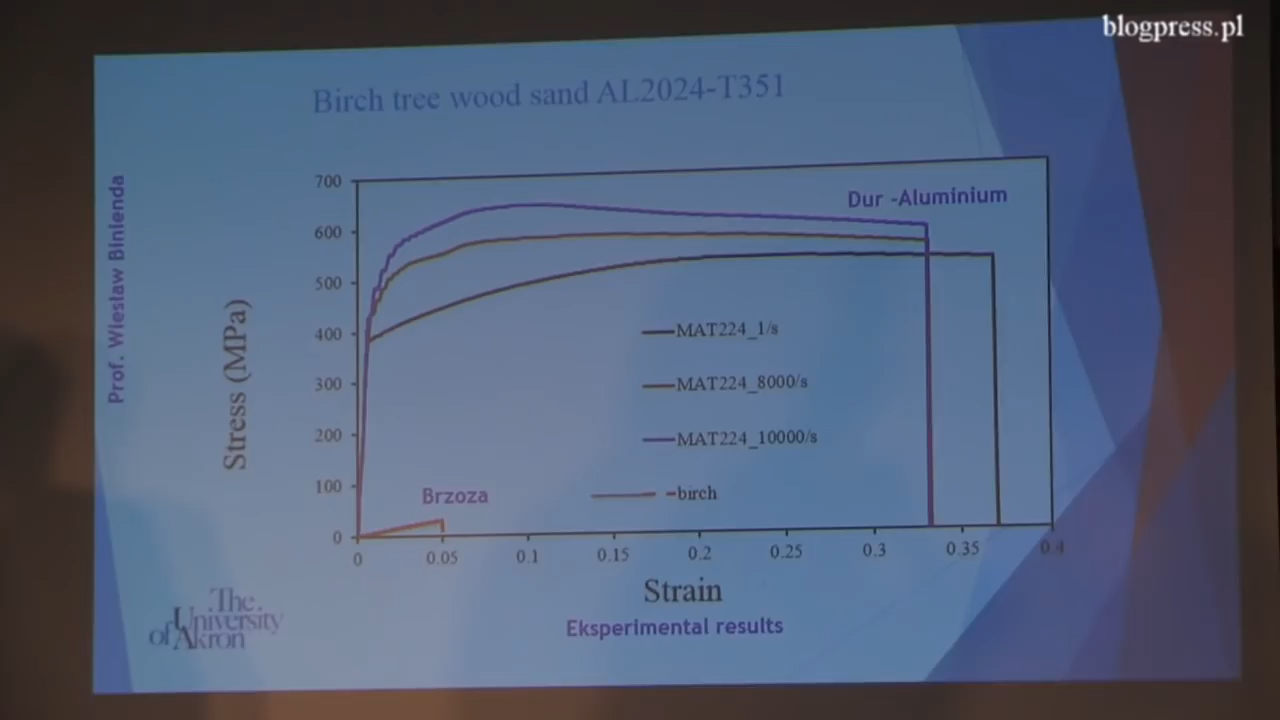 blogpress.pl
Birch tree wood sand AL2024-T351
Prof. Wiesław Binienda
Stress (MPa)
700
600
500
400
300
200
100
0
Dur -Aluminium
MAT224_1/s
MAT224_8000/s
MAT224_10000/s
-birch
Brzoza
0
0.05
0.1
0.15
0.2
0.25
0.3
0.35
0.4
Strain
Eksperimental results
The
University
of Akron